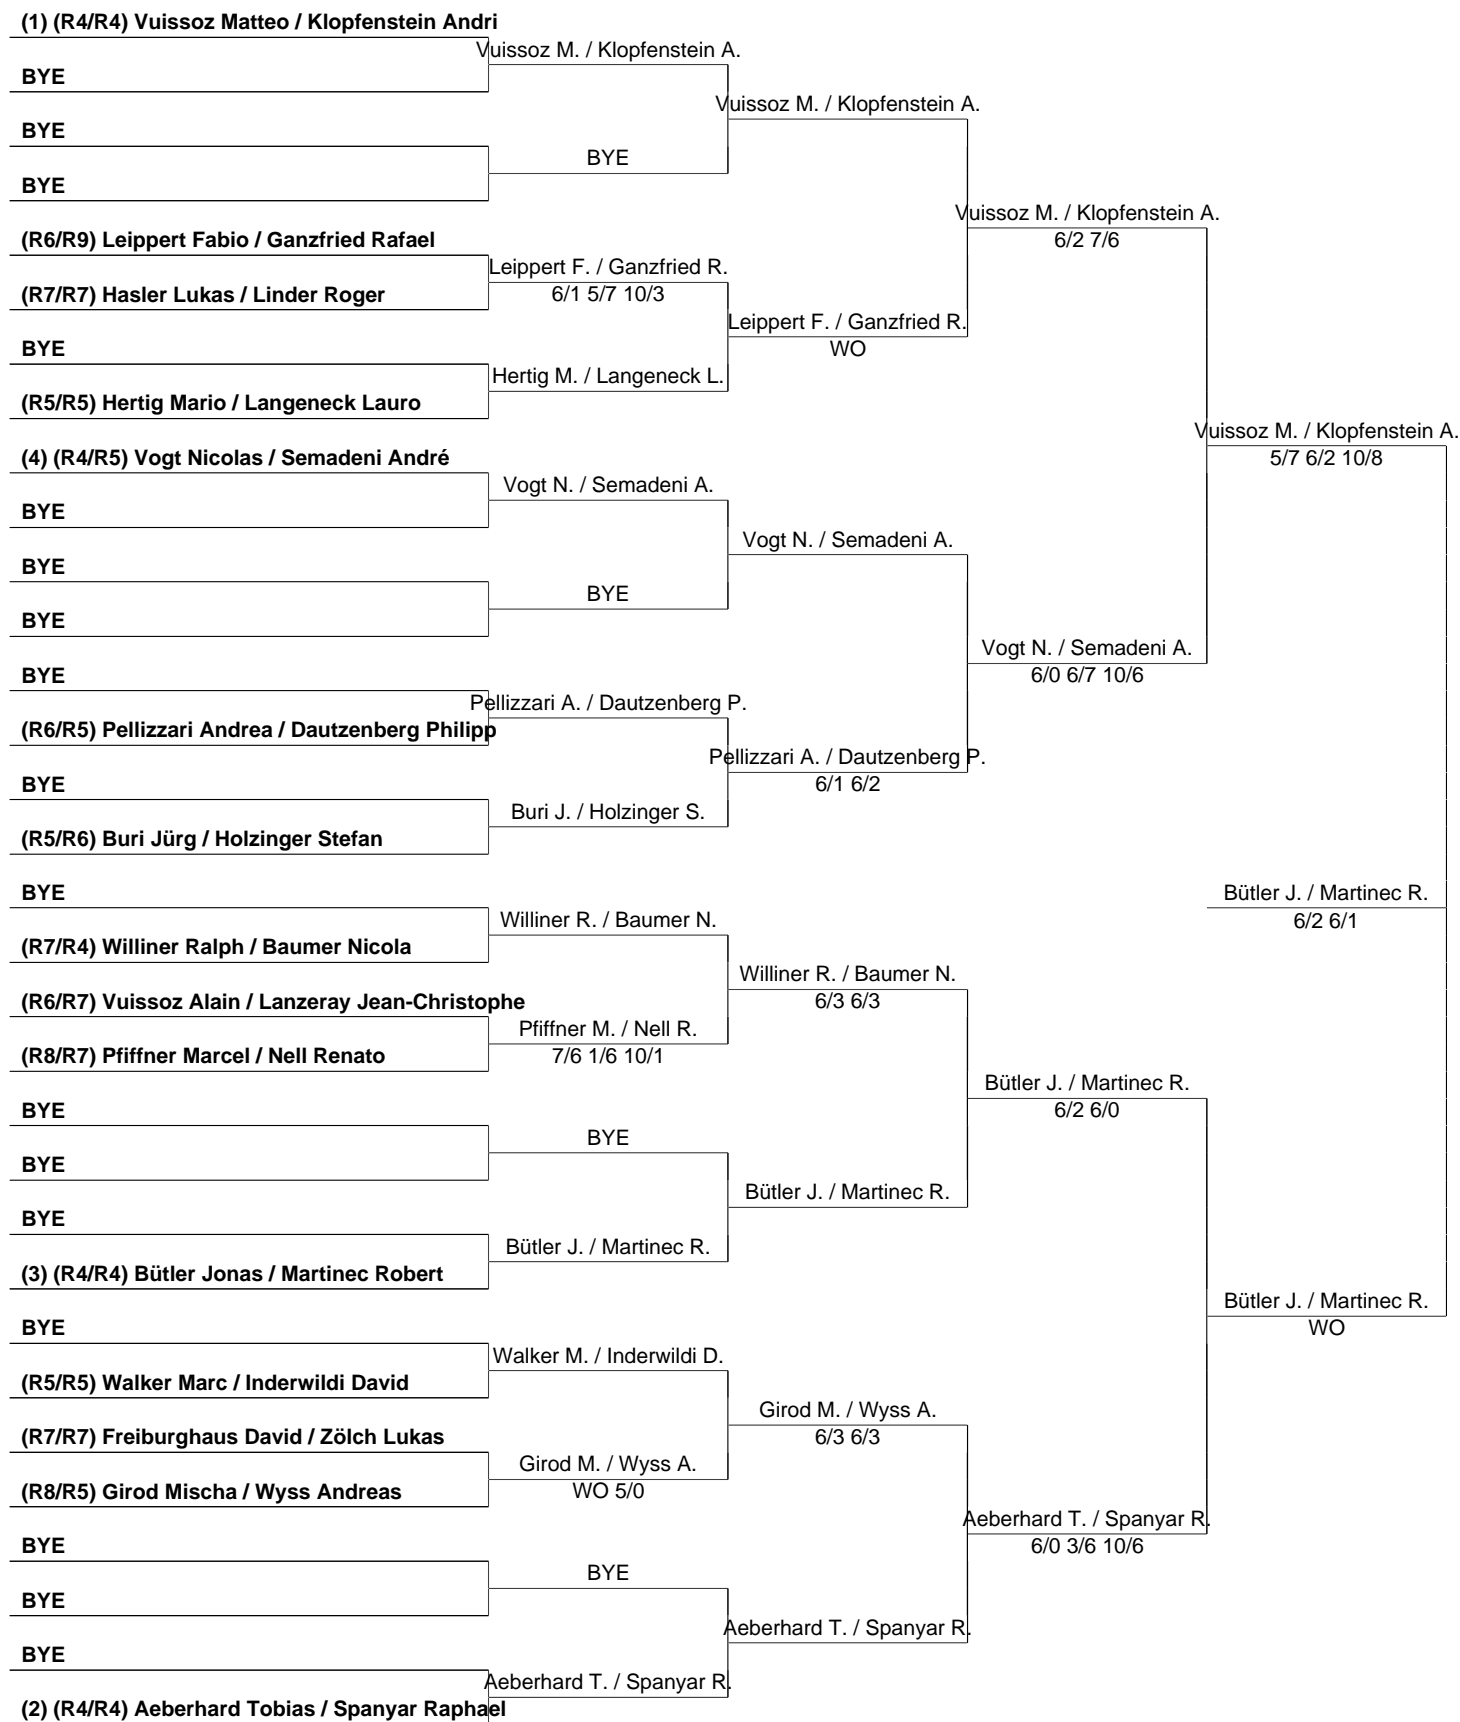 (1) (R4/R4) Vuissoz Matteo / Klopfenstein Andri
Vuissoz M. / Klopfenstein A.
BYE
Vuissoz M. / Klopfenstein A.
BYE
BYE
BYE
Vuissoz M. / Klopfenstein A.
6/2 7/6
(R6/R9) Leippert Fabio / Ganzfried Rafael
Leippert F. / Ganzfried R.
6/1 5/7 10/3
(R7/R7) Hasler Lukas / Linder Roger
Leippert F. / Ganzfried R.
WO
BYE
Hertig M. / Langeneck L.
(R5/R5) Hertig Mario / Langeneck Lauro
Vuissoz M. / Klopfenstein A.
5/7 6/2 10/8
(4) (R4/R5) Vogt Nicolas / Semadeni André
Vogt N. / Semadeni A.
BYE
Vogt N. / Semadeni A.
BYE
BYE
BYE
Vogt N. / Semadeni A.
6/0 6/7 10/6
BYE
Pellizzari A. / Dautzenberg P.
(R6/R5) Pellizzari Andrea / Dautzenberg Philipp
Pellizzari A. / Dautzenberg P.
6/1 6/2
BYE
Buri J. / Holzinger S.
(R5/R6) Buri Jürg / Holzinger Stefan
BYE
Bütler J. / Martinec R.
6/2 6/1
Williner R. / Baumer N.
(R7/R4) Williner Ralph / Baumer Nicola
Williner R. / Baumer N.
6/3 6/3
(R6/R7) Vuissoz Alain / Lanzeray Jean-Christophe
Pfiffner M. / Nell R.
7/6 1/6 10/1
(R8/R7) Pfiffner Marcel / Nell Renato
Bütler J. / Martinec R.
6/2 6/0
BYE
BYE
BYE
Bütler J. / Martinec R.
BYE
Bütler J. / Martinec R.
(3) (R4/R4) Bütler Jonas / Martinec Robert
Bütler J. / Martinec R.
WO
BYE
Walker M. / Inderwildi D.
(R5/R5) Walker Marc / Inderwildi David
Girod M. / Wyss A.
6/3 6/3
(R7/R7) Freiburghaus David / Zölch Lukas
Girod M. / Wyss A.
WO 5/0
(R8/R5) Girod Mischa / Wyss Andreas
Aeberhard T. / Spanyar R.
6/0 3/6 10/6
BYE
BYE
BYE
Aeberhard T. / Spanyar R.
BYE
Aeberhard T. / Spanyar R.
(2) (R4/R4) Aeberhard Tobias / Spanyar Raphael